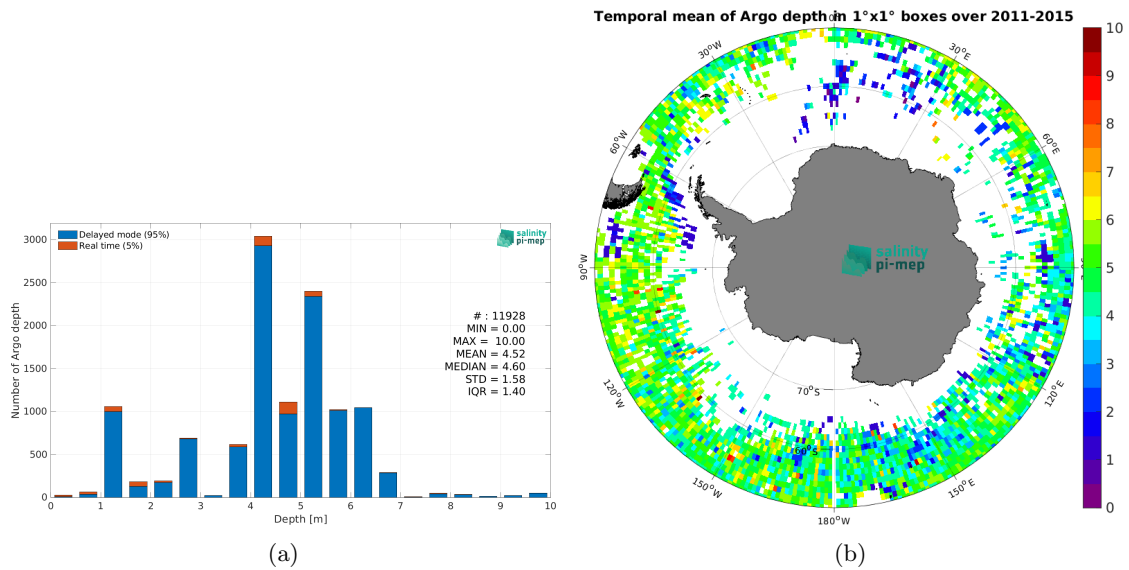 Delayed mode (95%)
Real time (5%)
salinity
pi-mep
# : 11928
MIN = 0.00
MAX = 10.00
MEAN = 4.52
MEDIAN = 4.60
STD = 1.58
IQR = 1.40
Number of Argo depth
3000
2500
2000
1500
1000
500
0
0 1 2 3 4 5 6 7 8 9 10
Depth [m]
(a)
Temporal mean of Argo depth in 1°x1° boxes over 2011-2015
30°W
30°E
60°W
60°E
90°W
salinity
pi-mep
120°W
120°E
70°S
60°S
150°W
150°E
180°W
10
9
8
7
6
5
4
3
2
1
0
(b)